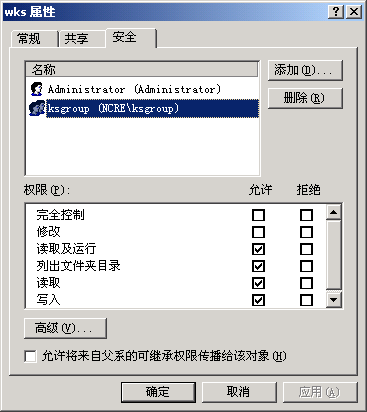 wks 属性
常规 共享 安全
名称
添加(D)...
Administrator (Administrator)
ksgroup (NCRE\ksgroup)
删除(R)
权限(P): 允许 拒绝
完全控制
修改
读取及运行
列出文件夹目录
读取
写入
高级(V)...
允许将来自父系的可继承权限传播给该对象(H)
确定 取消 应用(A)